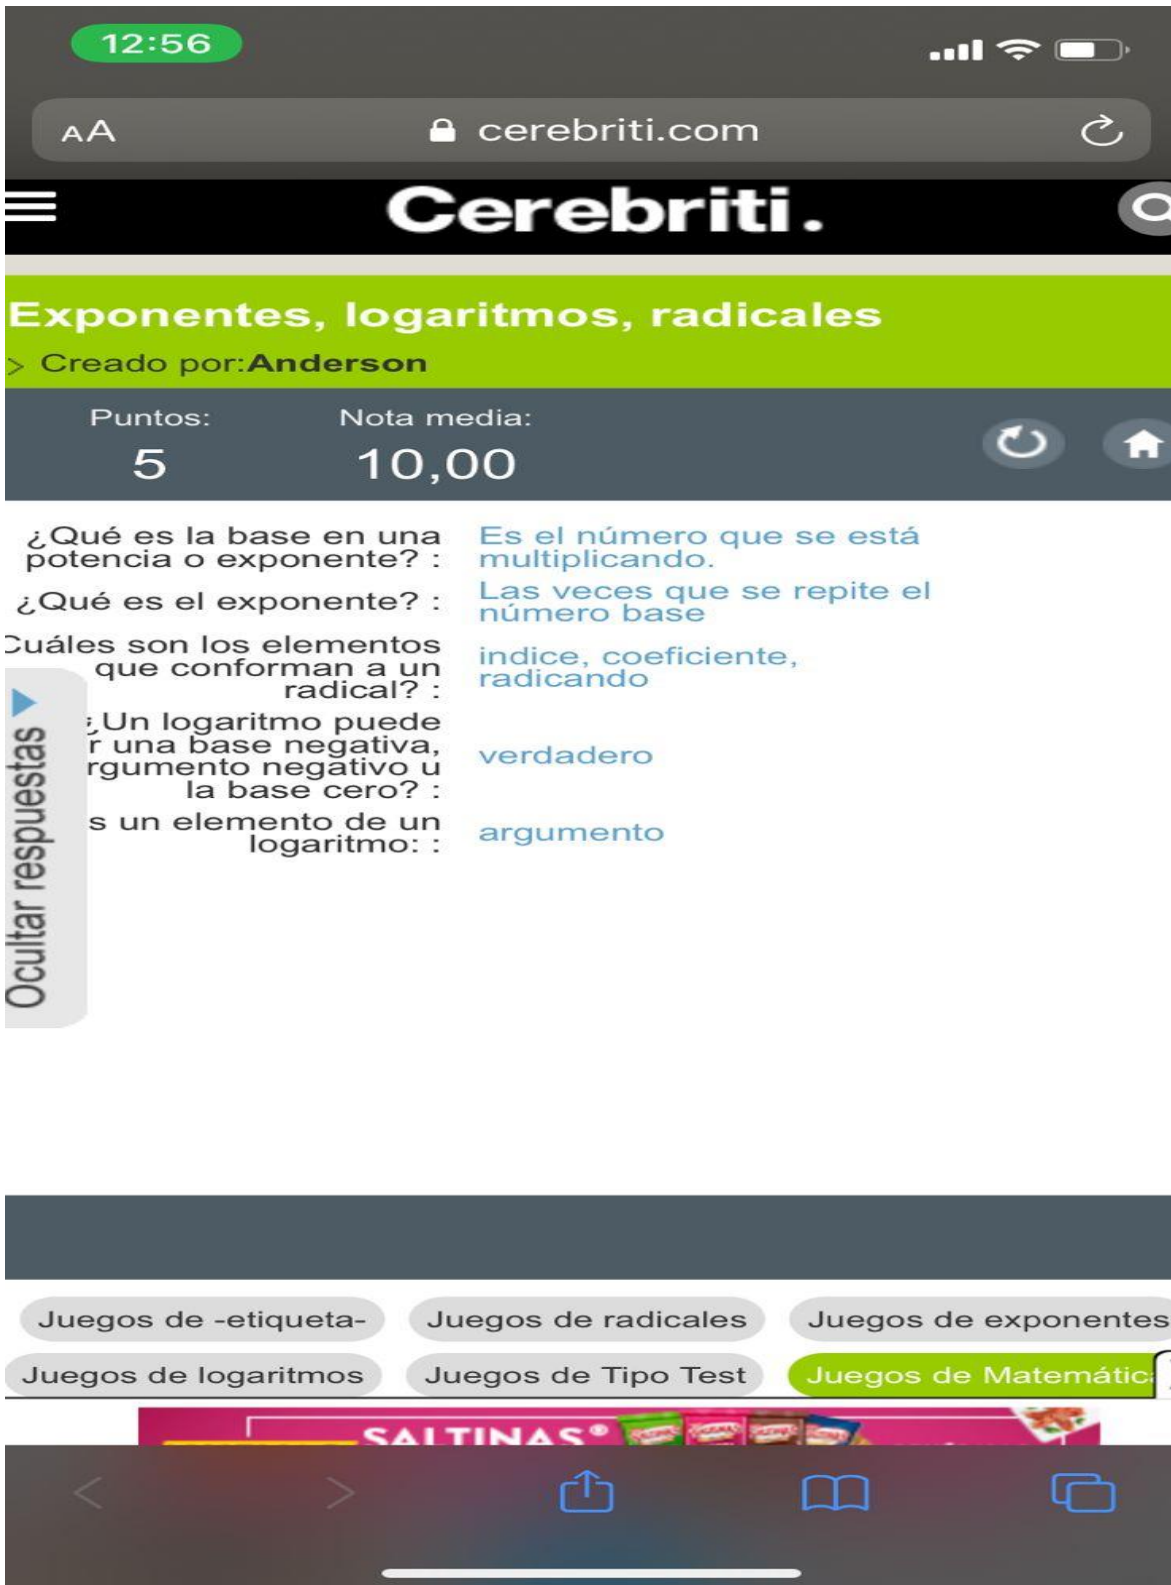 12:56
AA cerebriti.com
Cerebriti.
Exponentes, logaritmos, radicales
> Creado por:Anderson
Puntos: Nota media:
5 10,00
¿Qué es la base en una
potencia o exponente? :
Es el número que se está
multiplicando.
¿Qué es el exponente? :
Las veces que se repite el
número base
Cuáles son los elementos
que conforman a un
radical? :
indice, coeficiente,
radicando
¿Un logaritmo puede
r una base negativa,
rgumento negativo u
la base cero? :
verdadero
s un elemento de un
logaritmo: :
argumento
Ocultar respuestas
Juegos de -etiqueta- Juegos de radicales Juegos de exponentes
Juegos de logaritmos Juegos de Tipo Test Juegos de Matemátic
SALTINAS®